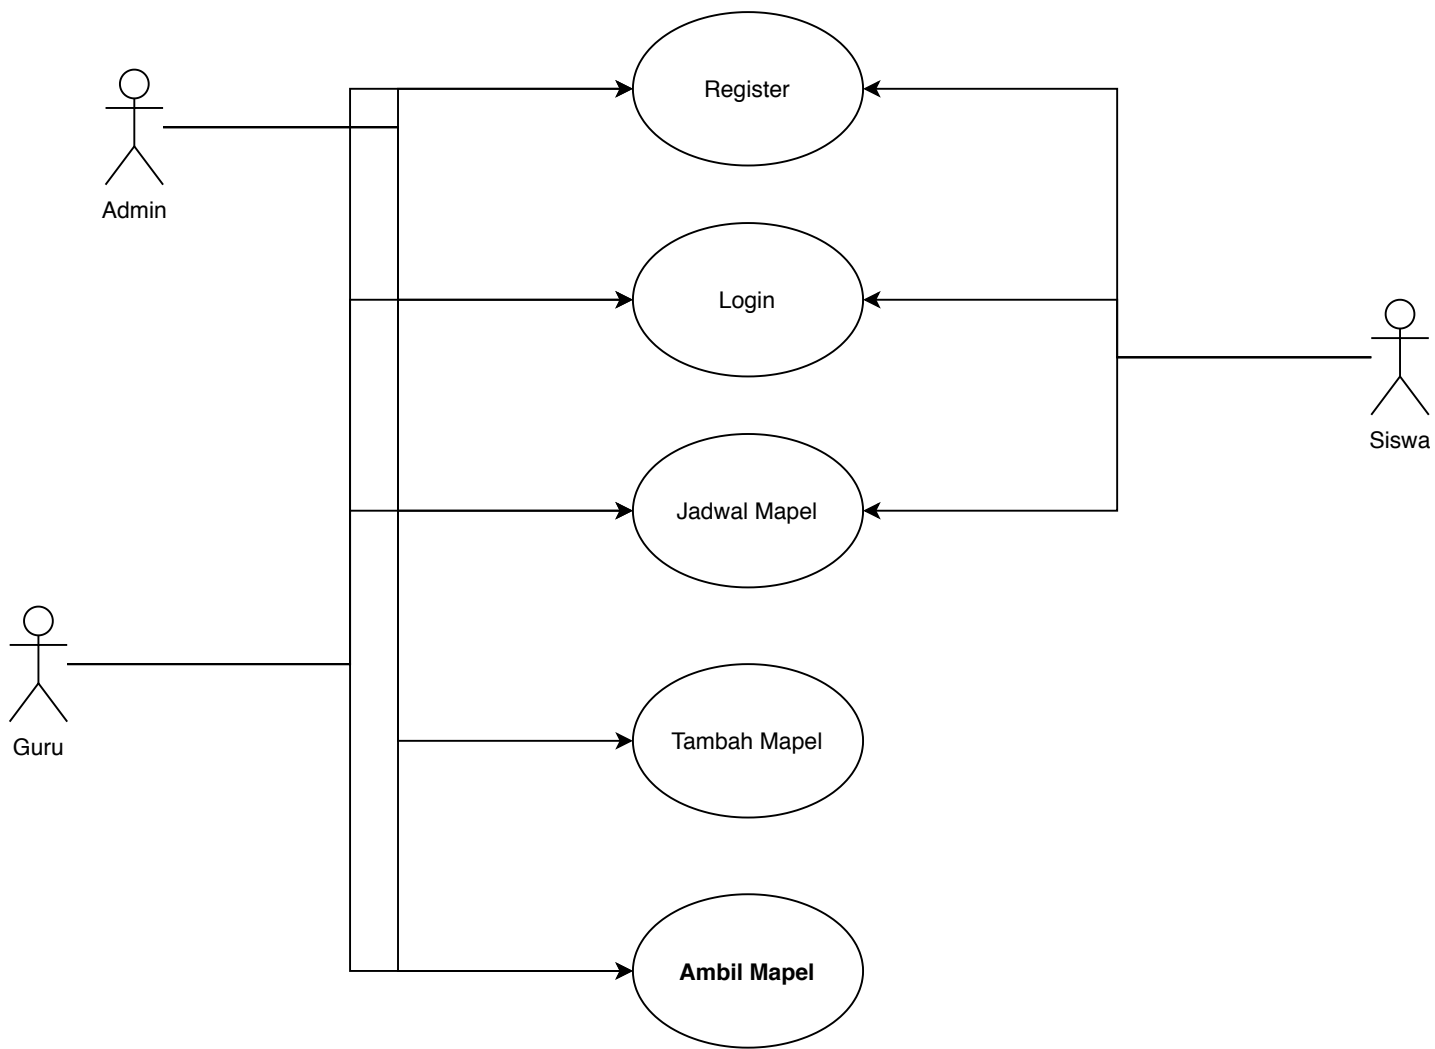 Register
Admin
Login
Siswa
Jadwal Mapel
Guru
Tambah Mapel
Ambil Mapel